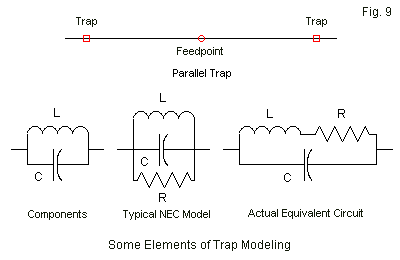 Fig. 9
Trap Trap
Feedpoint
Parallel Trap
L
C
Components
L
C
R
Typical NEC Model
L R
C
Actual Equivalent Circuit
Some Elements of Trap Modeling